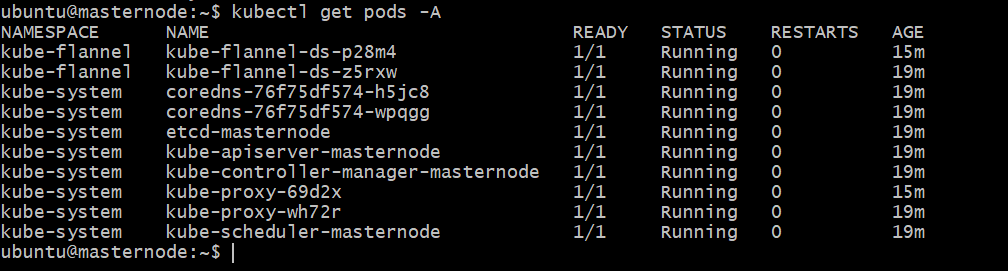 ubuntu@masternode:~$ kubectl get pods -A
NAMESPACE NAME READY STATUS RESTARTS AGE
kube-flannel kube-flannel-ds-p28m4 1/1 Running 0 15m
kube-flannel kube-flannel-ds-z5rxw 1/1 Running 0 19m
kube-system coredns-76f75df574-h5jc8 1/1 Running 0 19m
kube-system coredns-76f75df574-wpqgg 1/1 Running 0 19m
kube-system etcd-masternode 1/1 Running 0 19m
kube-system kube-apiserver-masternode 1/1 Running 0 19m
kube-system kube-controller-manager-masternode 1/1 Running 0 19m
kube-system kube-proxy-69d2x 1/1 Running 0 15m
kube-system kube-proxy-wh72r 1/1 Running 0 19m
kube-system kube-scheduler-masternode 1/1 Running 0 19m
ubuntu@masternode:~$